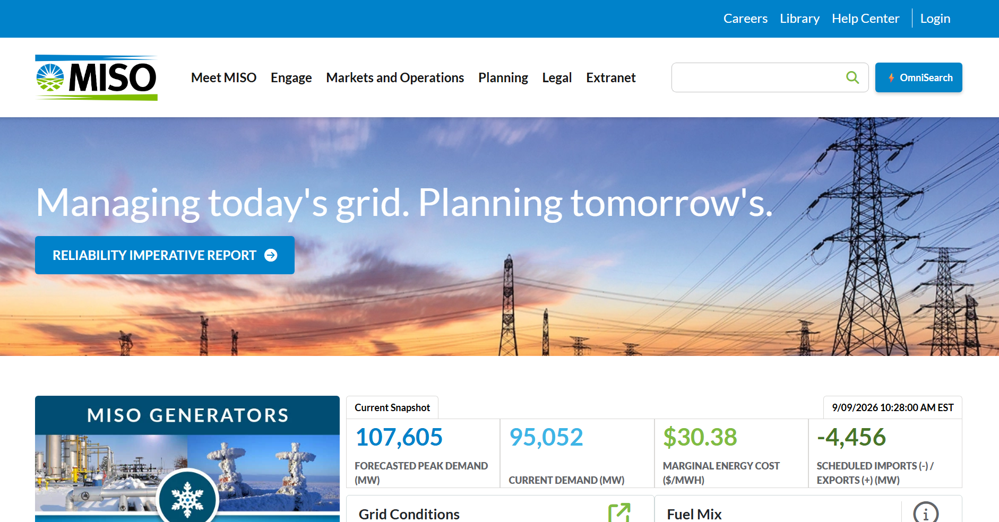 Careers Library Help Center Login
MISO Meet MISO Engage Markets and Operations Planning Legal Extranet OmniSearch
Managing today's grid. Planning tomorrow's.
RELIABILITY IMPERATIVE REPORT
MISO GENERATORS
Current Snapshot 9/09/2026 10:28:00 AM EST
107,605
FORECASTED PEAK DEMAND
(MW)
95,052
CURRENT DEMAND (MW)
$30.38
MARGINAL ENERGY COST
($/MWH)
-4,456
SCHEDULED IMPORTS (-) /
EXPORTS (+) (MW)
Grid Conditions
Fuel Mix